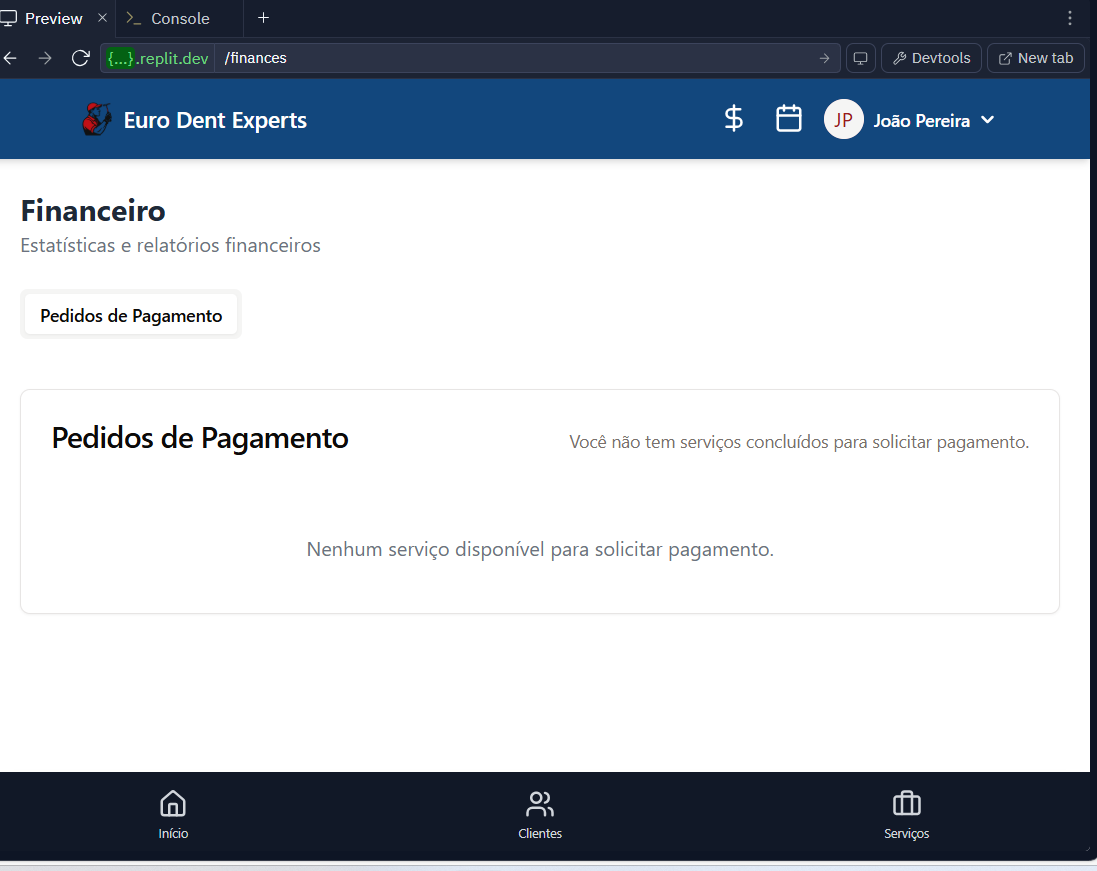 Preview
Console
{...}.replit.dev /finances
Devtools
New tab
Euro Dent Experts
JP
João Pereira
Financeiro
Estatísticas e relatórios financeiros
Pedidos de Pagamento
Pedidos de Pagamento
Você não tem serviços concluídos para solicitar pagamento.
Nenhum serviço disponível para solicitar pagamento.
Início
Clientes
Serviços